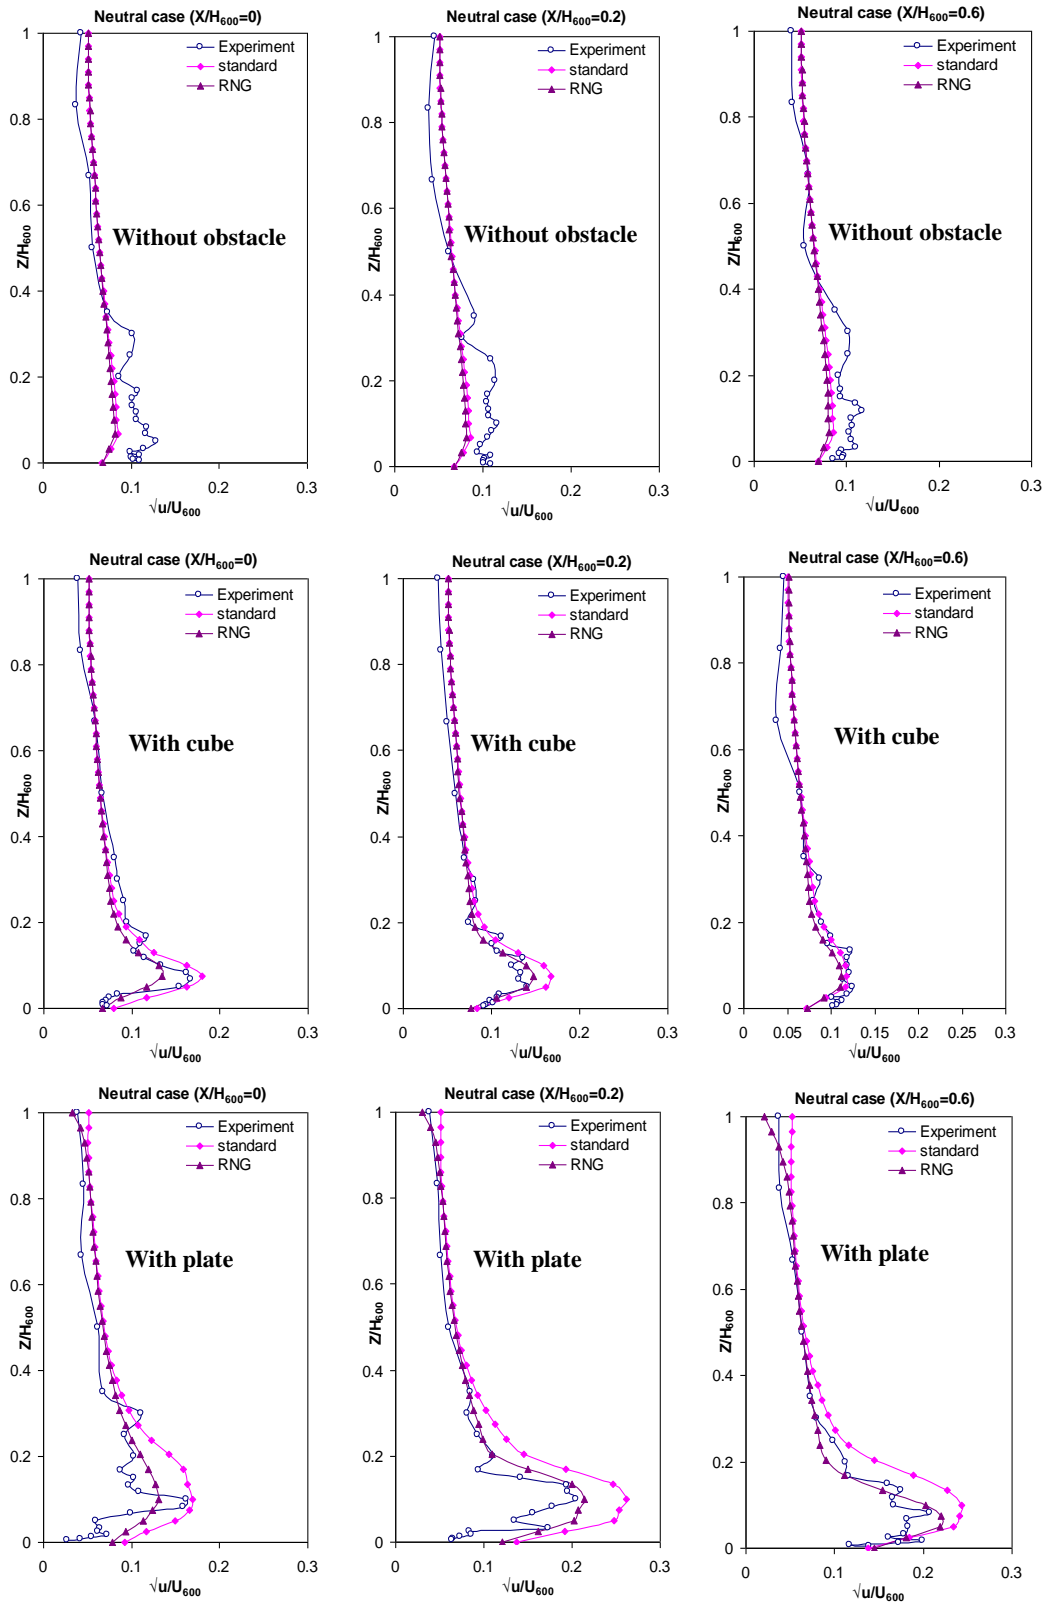 Neutral case (X/H600=0)
Experiment
standard
RNG
Without obstacle
Z/H600
1
0.8
0.6
0.4
0.2
0
0 0.1 0.2 0.3
√u/U600
Neutral case (X/H600=0.2)
Experiment
standard
RNG
Without obstacle
Z/H600
1
0.8
0.6
0.4
0.2
0
0 0.1 0.2 0.3
√u/U600
Neutral case (X/H600=0.6)
Experiment
standard
RNG
Without obstacle
Z/H600
1
0.8
0.6
0.4
0.2
0
0 0.1 0.2 0.3
√u/U600
Neutral case (X/H600=0)
Experiment
standard
RNG
With cube
Z/H600
1
0.8
0.6
0.4
0.2
0
0 0.1 0.2 0.3
√u/U600
Neutral case (X/H600=0.2)
Experiment
standard
RNG
With cube
Z/H600
1
0.8
0.6
0.4
0.2
0
0 0.1 0.2 0.3
√u/U600
Neutral case (X/H600=0.6)
Experiment
standard
RNG
With cube
Z/H600
1
0.8
0.6
0.4
0.2
0
0 0.05 0.1 0.15 0.2 0.25 0.3
√u/U600
Neutral case (X/H600=0)
Experiment
standard
RNG
With plate
Z/H600
1
0.8
0.6
0.4
0.2
0
0 0.1 0.2 0.3
√u/U600
Neutral case (X/H600=0.2)
Experiment
standard
RNG
With plate
Z/H600
1
0.8
0.6
0.4
0.2
0
0 0.1 0.2 0.3
√u/U600
Neutral case (X/H600=0.6)
Experiment
standard
RNG
With plate
Z/H600
1
0.8
0.6
0.4
0.2
0
0 0.1 0.2 0.3
√u/U600